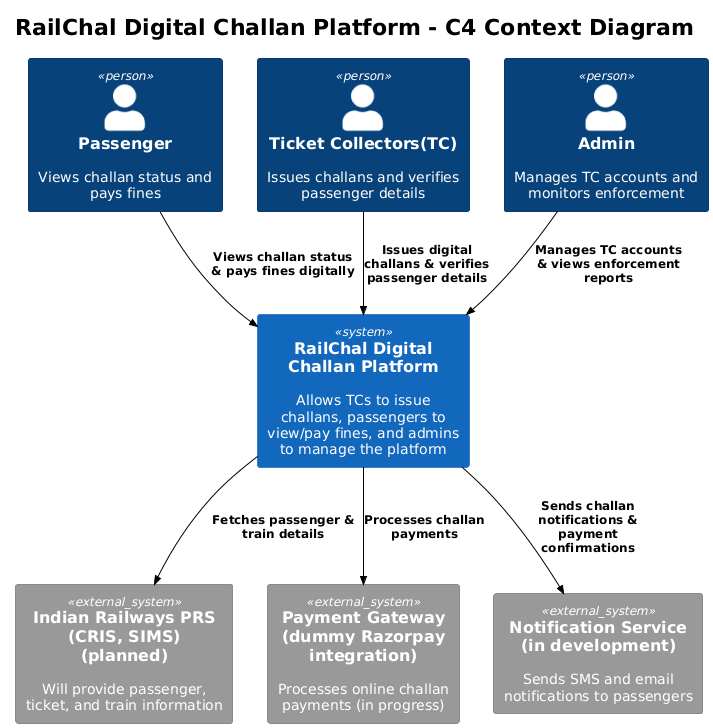 RailChal Digital Challan Platform - C4 Context Diagram
«person»
Passenger
Views challan status and
pays fines
«person»
Ticket Collectors(TC)
Issues challans and verifies
passenger details
«person»
Admin
Manages TC accounts and
monitors enforcement
Views challan status
& pays fines digitally
Issues digital
challans & verifies
passenger details
Manages TC accounts
& views enforcement
reports
«system»
RailChal Digital
Challan Platform
Allows TCs to issue
challans, passengers to
view/pay fines, and admins
to manage the platform
Fetches passenger &
train details
Processes challan
payments
Sends challan
notifications &
payment
confirmations
«external_system»
Indian Railways PRS
(CRIS, SIMS)
(planned)
Will provide passenger,
ticket, and train information
«external_system»
Payment Gateway
(dummy Razorpay
integration)
Processes online challan
payments (in progress)
«external_system»
Notification Service
(in development)
Sends SMS and email
notifications to passengers